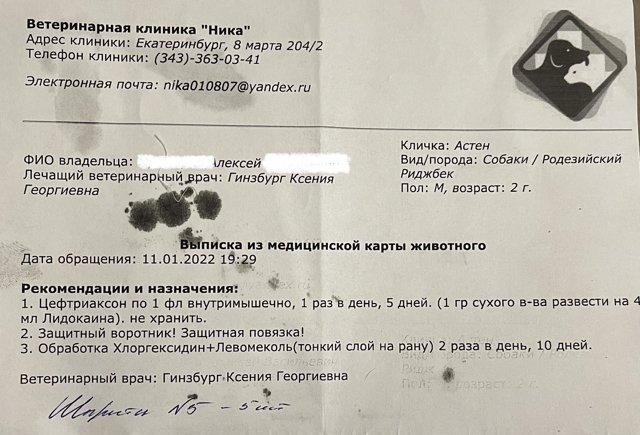 Ветеринарная клиника "Ника"
Адрес клиники: Екатеринбург, 8 марта 204/2
Телефон клиники: (343)-363-03-41
Электронная почта: nika010807@yandex.ru
ФИО владельца: Алексей
Лечащий ветеринарный врач: Гинзбург Ксения
Георгиевна
Кличка: Астен
Вид/порода: Собаки / Родезийский
Риджбек
Пол: М, возраст: 2 г.
Выписка из медицинской карты животного
Дата обращения: 11.01.2022 19:29
Рекомендации и назначения:
1. Цефтриаксон по 1 фл внутримышечно, 1 раз в день, 5 дней. (1 гр сухого в-ва развести на 4
мл Лидокаина). не хранить.
2. Защитный воротник! Защитная повязка!
3. Обработка Хлоргексидин+Левомеколь(тонкий слой на рану) 2 раза в день, 10 дней.
Ветеринарный врач: Гинзбург Ксения Георгиевна
№5 – 5шт